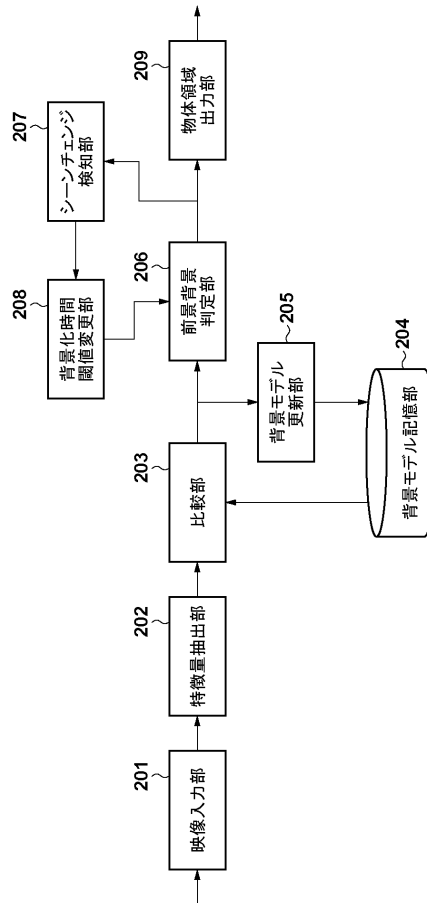 201
映像入力部
202
特徴量抽出部
203
比較部
204
背景モデル記憶部
205
背景モデル
更新部
206
前景背景
判定部
207
シーンチェンジ
検知部
208
背景化時間
閾値変更部
209
物体領域
出力部